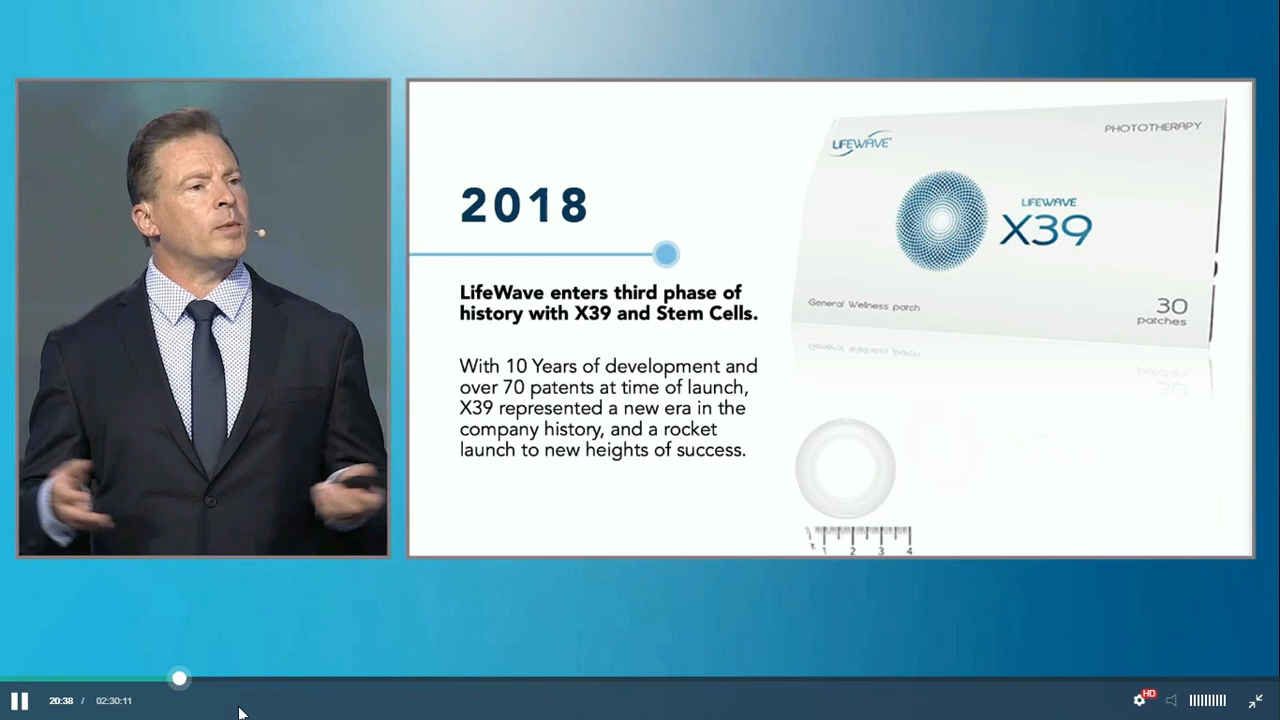 2018
LifeWave enters third phase of
history with X39 and Stem Cells.
With 10 Years of development and
over 70 patents at time of launch,
X39 represented a new era in the
company history, and a rocket
launch to new heights of success.
LIFEWAVE
PHOTOTHERAPY
LIFEWAVE
X39
General Wellness patch
30
patches
1 2 3 4
20:38 / 02:30:11
HD